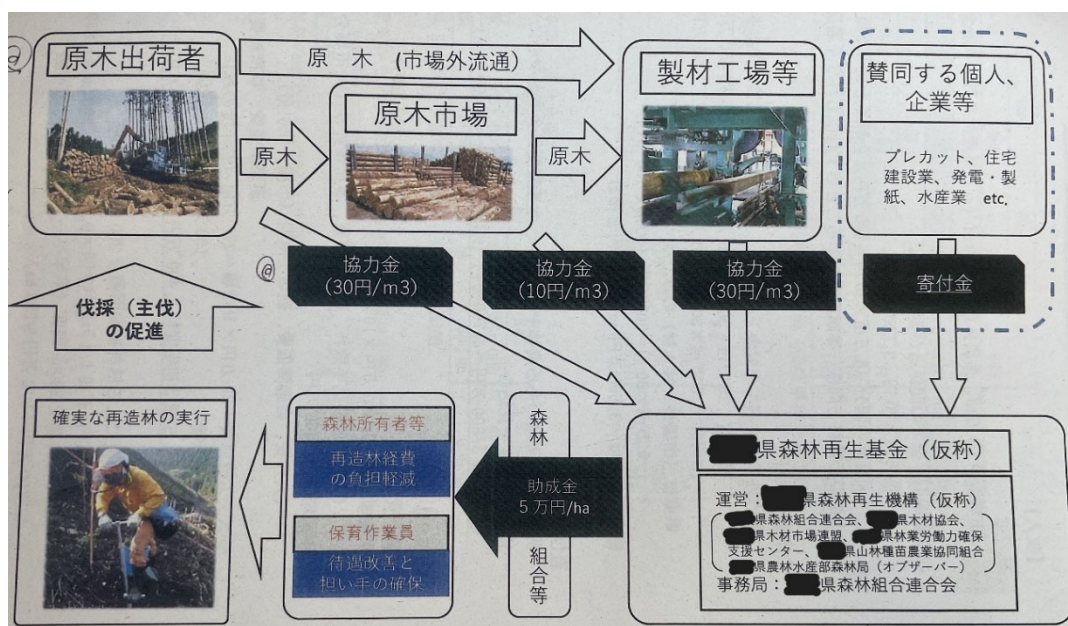 @
原木出荷者
原　木　(市場外流通)
製材工場等
賛同する個人、
企業等
原木市場
原木
原木
プレカット、住宅
建設業、発電・製
紙、水産業　etc.
@
協力金
(30円/m3)
協力金
(10円/m3)
協力金
(30円/m3)
寄付金
伐採（主伐）
の促進
確実な再造林の実行
森林所有者等
再造林経費
の負担軽減
保育作業員
待遇改善と
担い手の確保
森林
組合等
助成金
5万円/ha
県森林再生基金（仮称）
運営：県森林再生機構（仮称）
県森林組合連合会、県木材協会、
県木材市場連盟、県林業労働力確保
支援センター、県山林種苗農業協同組合
県農林水産部森林局（オブザーバー）
事務局：県森林組合連合会